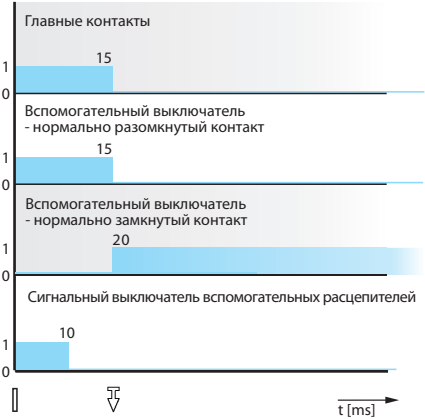 Главные контакты
15
1
0
Вспомогательный выключатель
- нормально разомкнутый контакт
15
1
0
Вспомогательный выключатель
- нормально замкнутый контакт
20
1
0
Сигнальный выключатель вспомогательных расцепителей
10
1
0
t [ms]